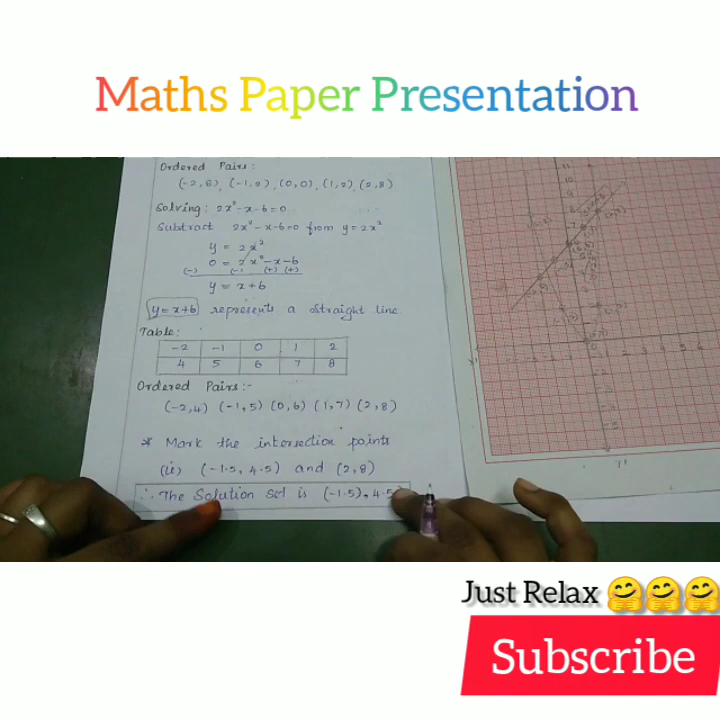 Maths Paper Presentation
Ordered Pairs:
(-2,8), (-1,2), (0,0), (1,2) (2,8)
Solving: 2x²-x-6=0
Subtract 2x²-x-6=0 from y=2x²
y = 2x²
0 = 2x²-x-6
(-) (-) (+) (+)
y = x+6
y=x+6 represents a straight line.
Table:
-2 -1 0 1 2
4 5 6 7 8
Ordered Pairs:-
(-2,4) (-1,5) (0,6) (1,7) (2,8)
* Mark the intersection points
(ie) (-1.5, 4.5) and (2,8)
∴ The Solution set is (-1.5), 4.5
Just Relax 🤗🤗🤗
Subscribe